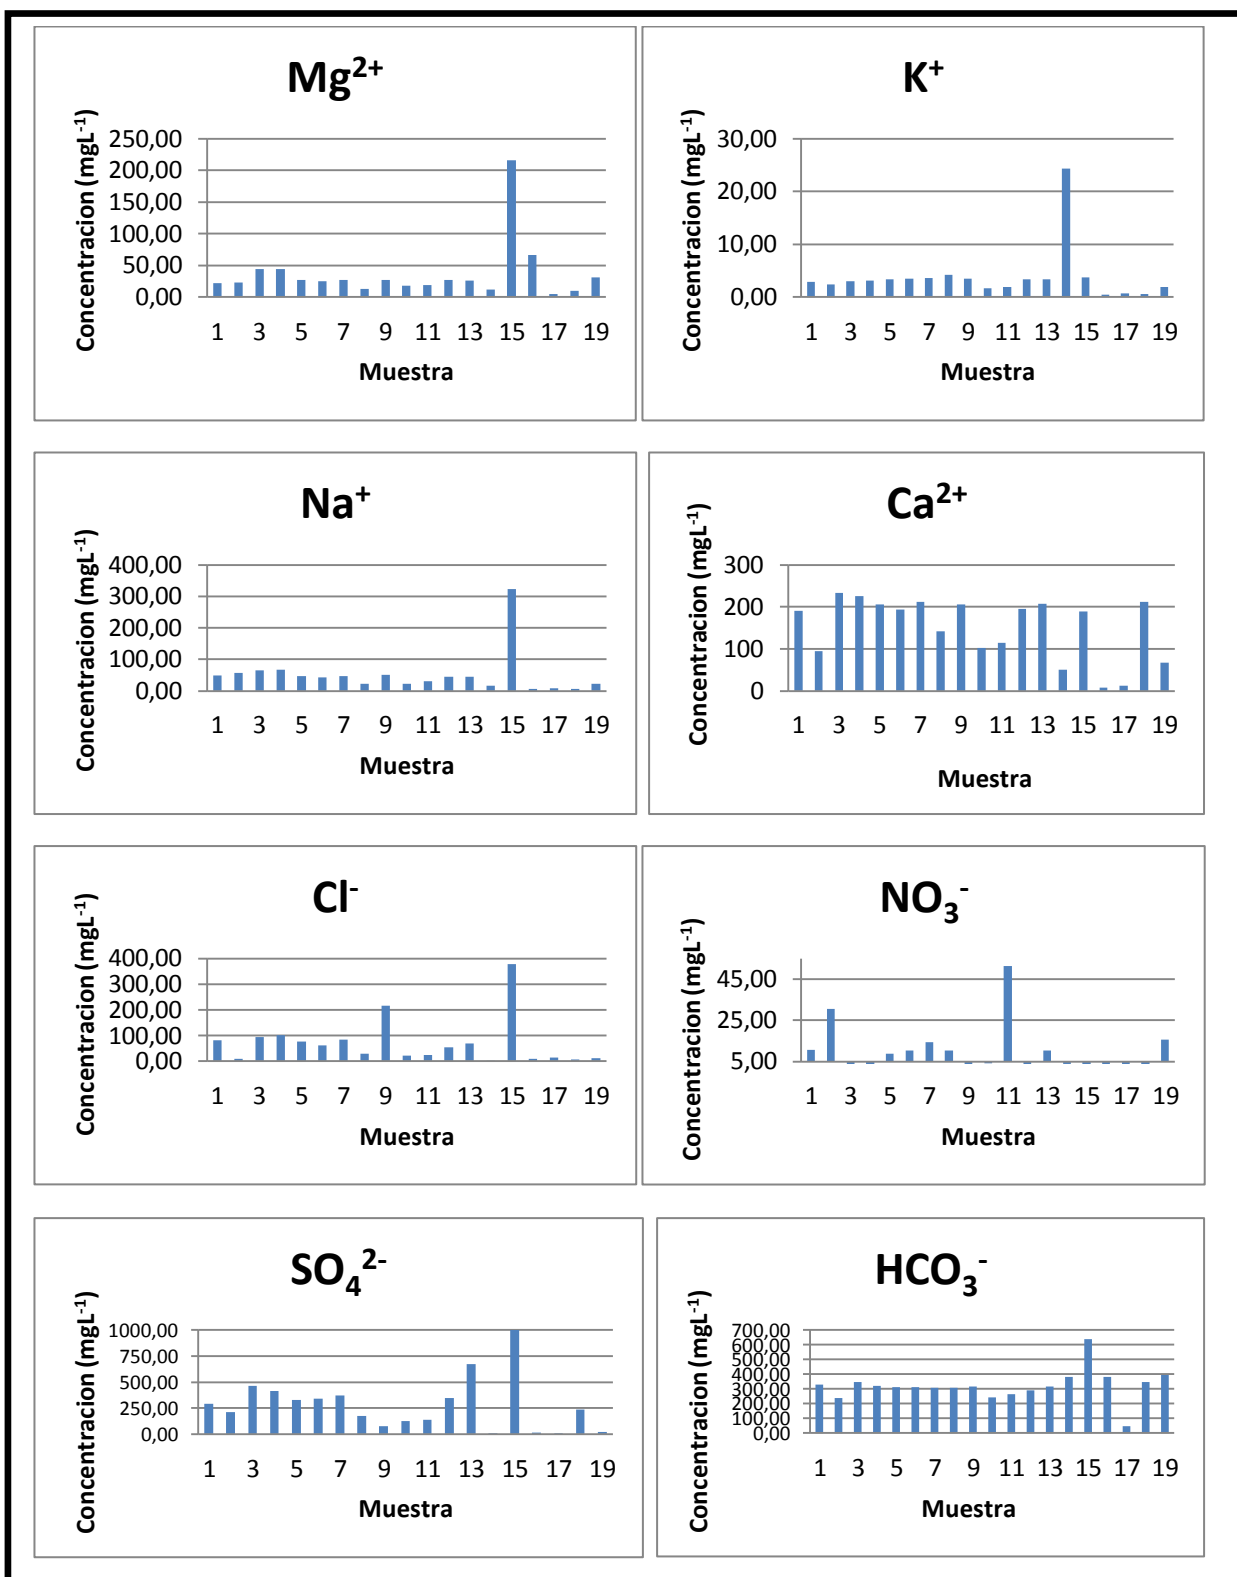 Mg²⁺
Concentracion (mgL⁻¹)
250,00
200,00
150,00
100,00
50,00
0,00
1 3 5 7 9 11 13 15 17 19
Muestra
K⁺
Concentracion (mgL⁻¹)
30,00
20,00
10,00
0,00
1 3 5 7 9 11 13 15 17 19
Muestra
Na⁺
Concentracion (mgL⁻¹)
400,00
300,00
200,00
100,00
0,00
1 3 5 7 9 11 13 15 17 19
Muestra
Ca²⁺
Concentracion (mgL⁻¹)
300
200
100
0
1 3 5 7 9 11 13 15 17 19
Muestra
Cl⁻
Concentracion (mgL⁻¹)
400,00
300,00
200,00
100,00
0,00
1 3 5 7 9 11 13 15 17 19
Muestra
NO₃⁻
Concentracion (mgL⁻¹)
45,00
25,00
5,00
1 3 5 7 9 11 13 15 17 19
Muestra
SO₄²⁻
Concentracion (mgL⁻¹)
1000,00
750,00
500,00
250,00
0,00
1 3 5 7 9 11 13 15 17 19
Muestra
HCO₃⁻
Concentracion (mgL⁻¹)
700,00
600,00
500,00
400,00
300,00
200,00
100,00
0,00
1 3 5 7 9 11 13 15 17 19
Muestra